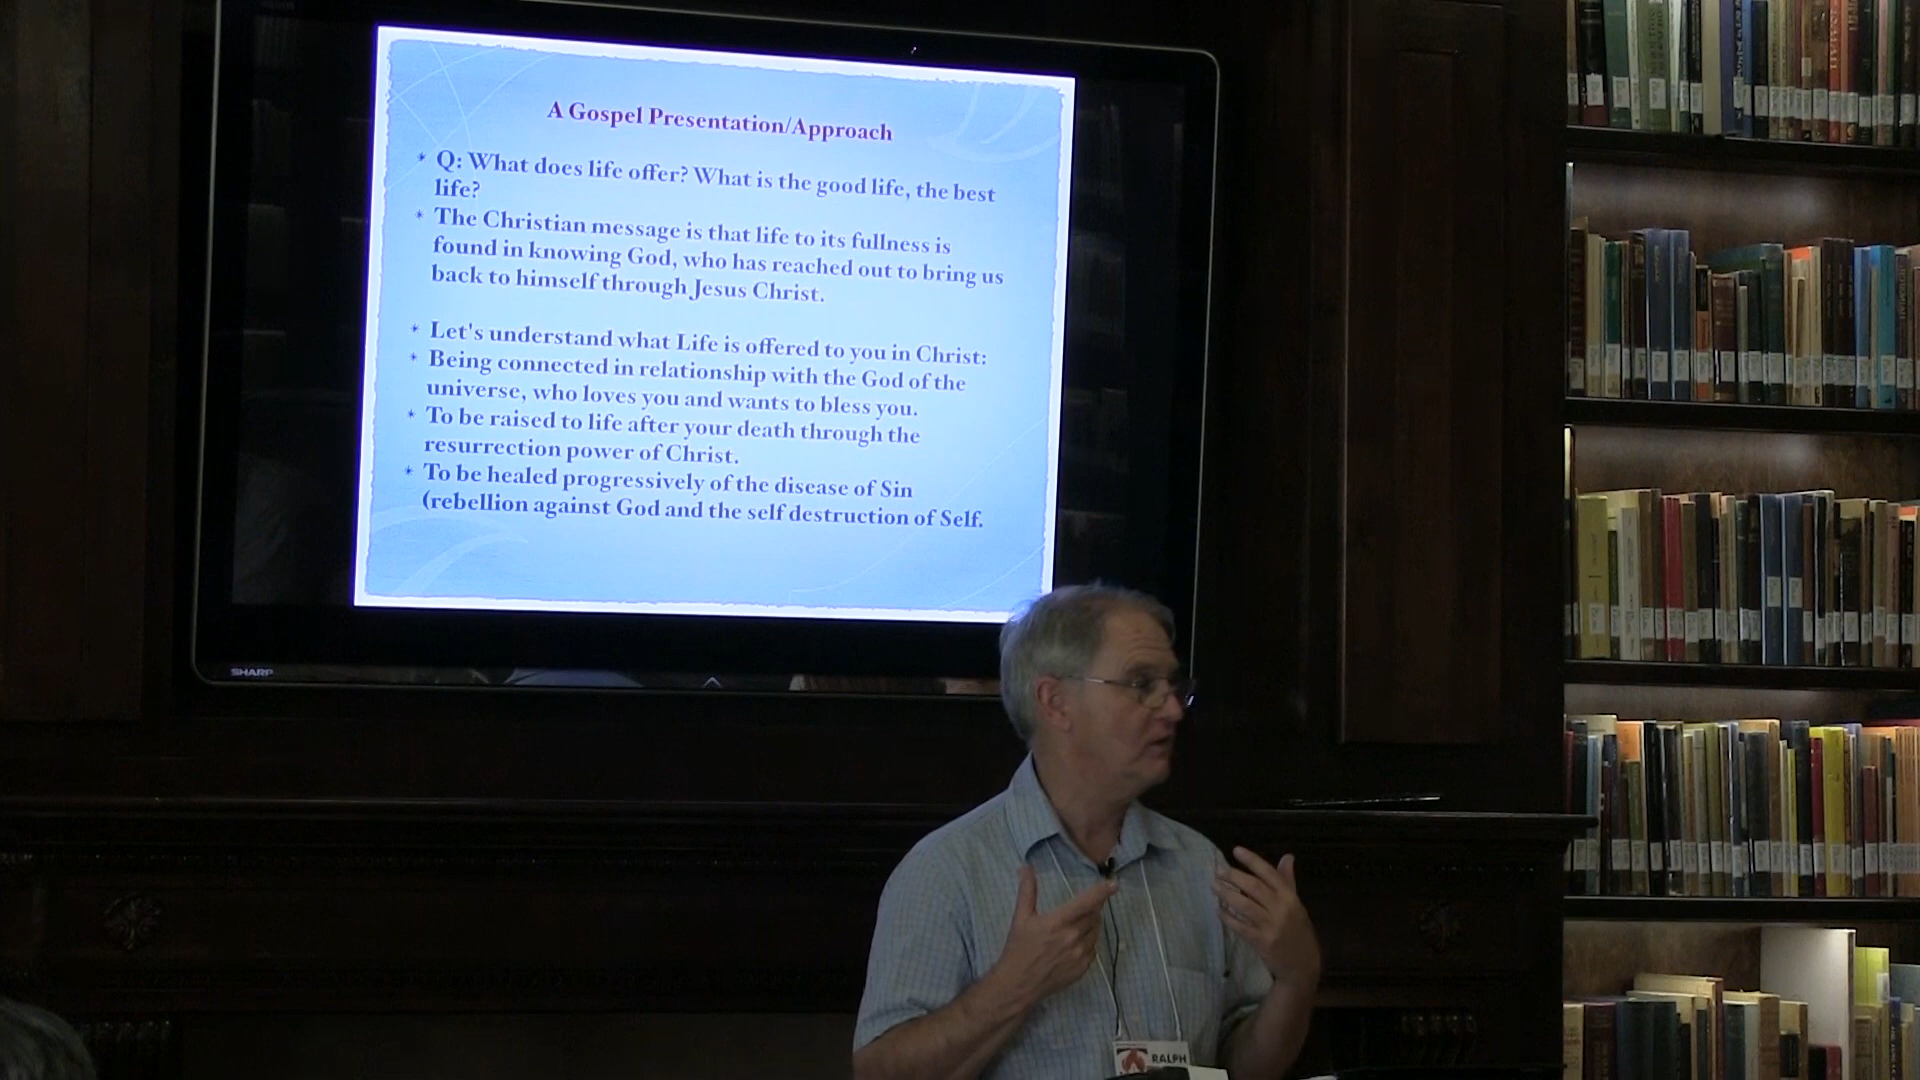 A Gospel Presentation/Approach
* Q: What does life offer? What is the good life, the best
life?
* The Christian message is that life to its fullness is
found in knowing God, who has reached out to bring us
back to himself through Jesus Christ.
* Let's understand what Life is offered to you in Christ:
* Being connected in relationship with the God of the
universe, who loves you and wants to bless you.
* To be raised to life after your death through the
resurrection power of Christ.
* To be healed progressively of the disease of Sin
(rebellion against God and the self destruction of Self.
SHARP
RALPH